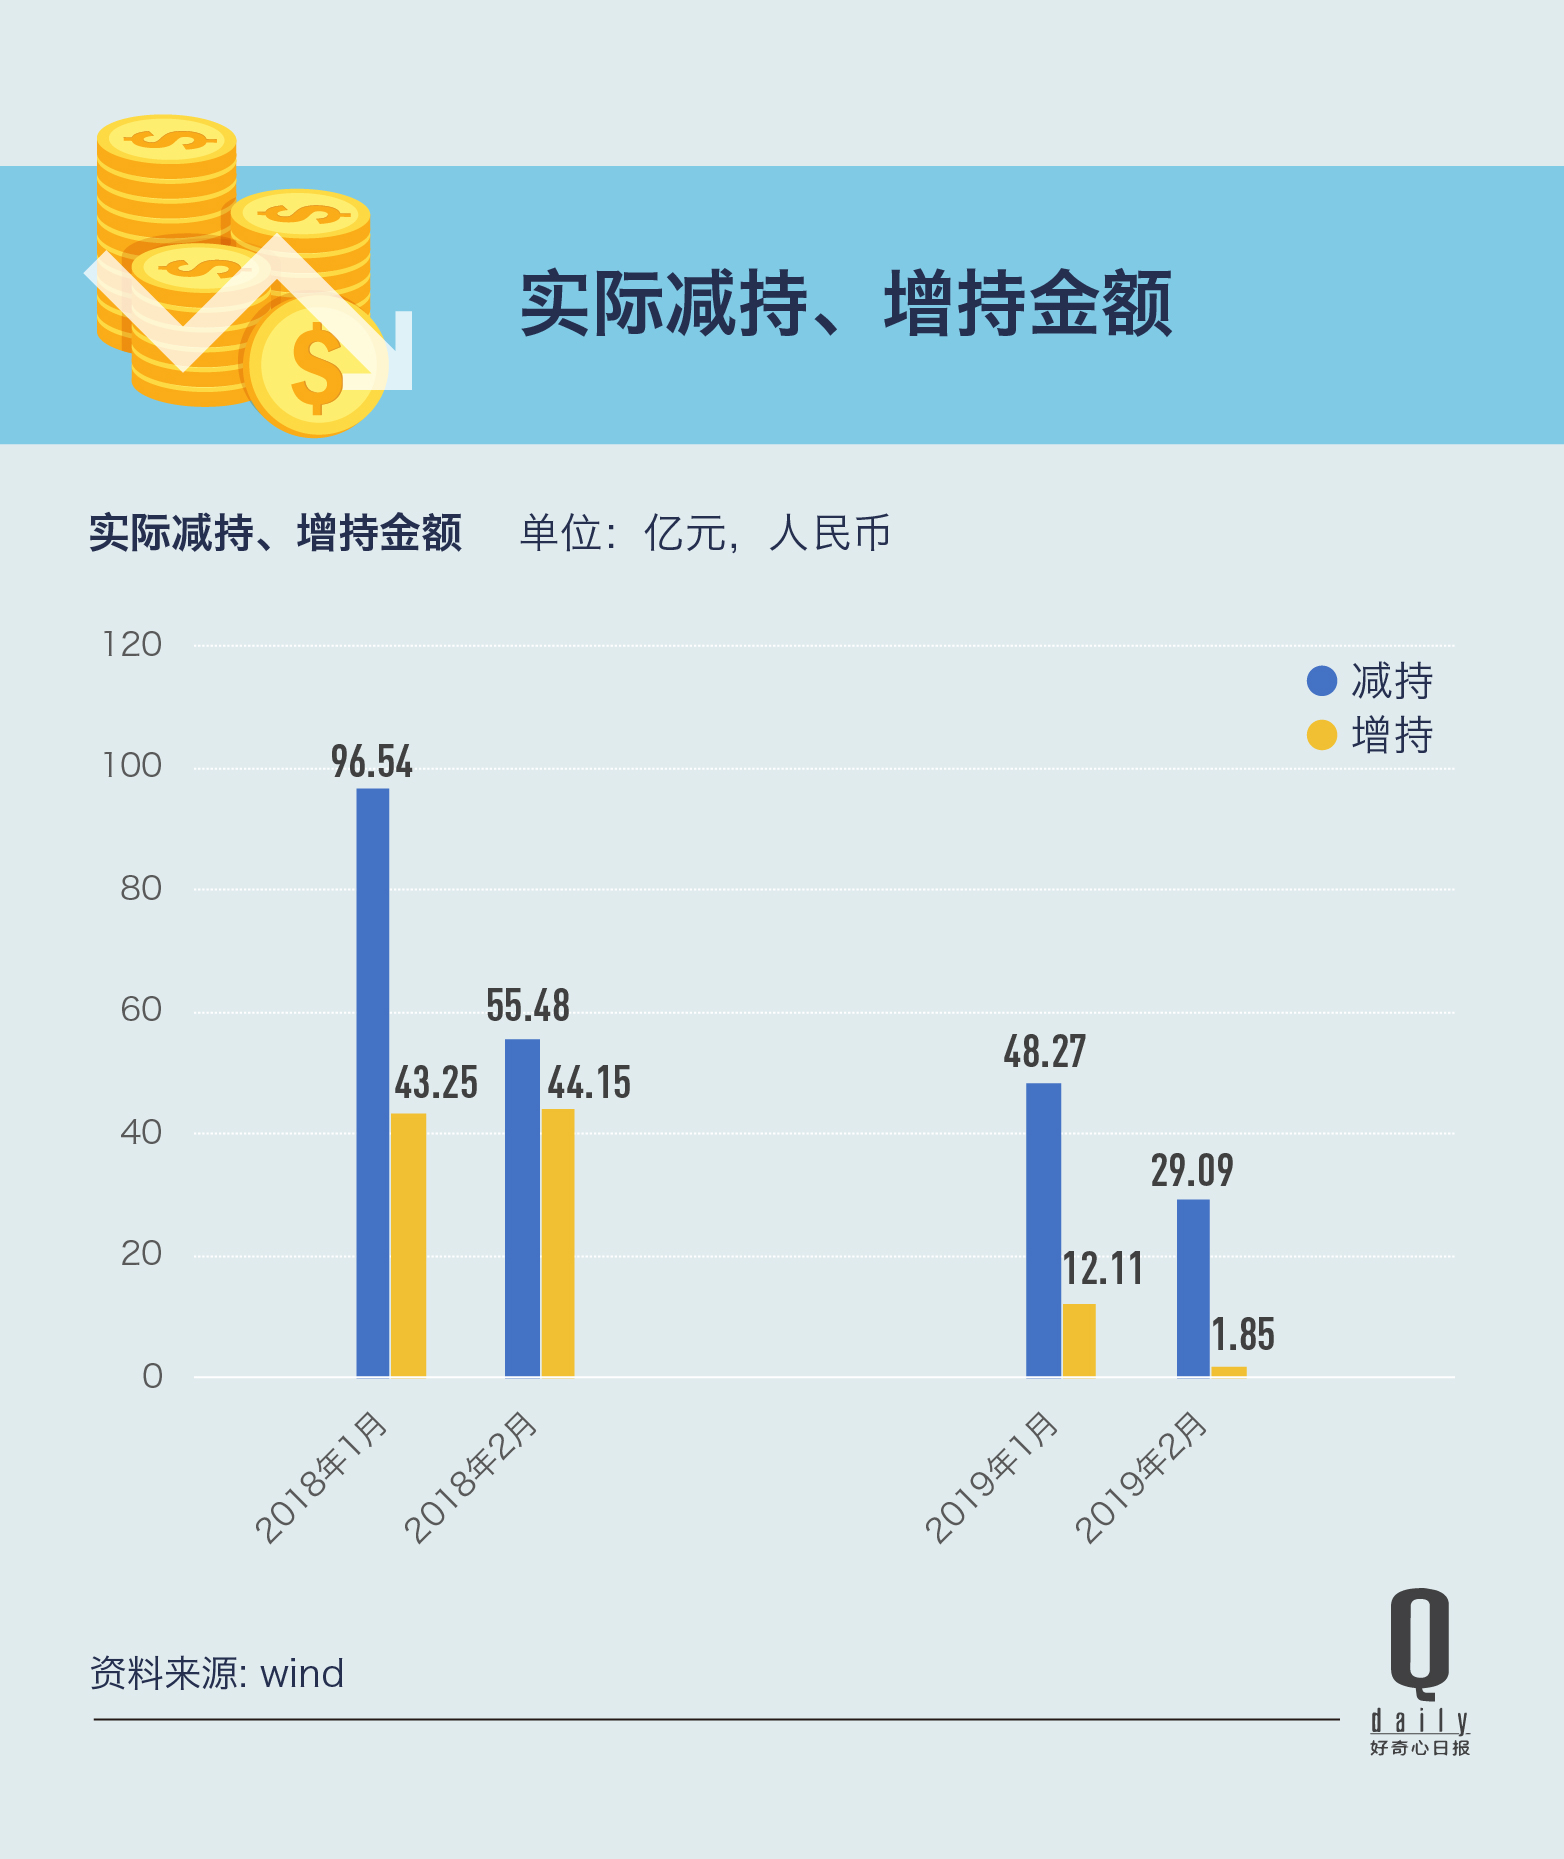 实际减持、增持金额
实际减持、增持金额 单位：亿元，人民币
120
减持
增持
100
96.54
80
60
55.48
48.27
43.25
44.15
40
29.09
20
12.11
1.85
0
2018年1月
2018年2月
2019年1月
2019年2月
资料来源: wind
Q
daily
好奇心日报
$
$
$
$